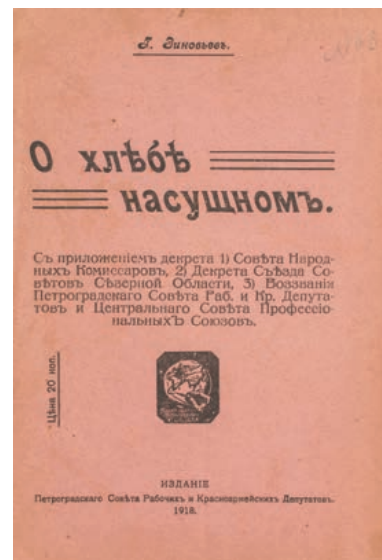 Г. Зиновьевъ.
О хлѣбѣ
насущномъ.
Съ приложеніемъ декрета 1) Совѣта Народ-
ныхъ Комиссаровъ, 2) Декрета Съѣзда Со-
вѣтовъ Сѣверной Области, 3) Воззванія
Петроградскаго Совѣта Раб. и Кр. Депута-
товъ и Центральнаго Совѣта Профессіо-
нальныхЪ Союзовъ.
Цѣна 20 коп.
ИЗДАНІЕ
Петроградскаго Совѣта Рабочихъ и Красноармейскихъ Депутатовъ.
1918.